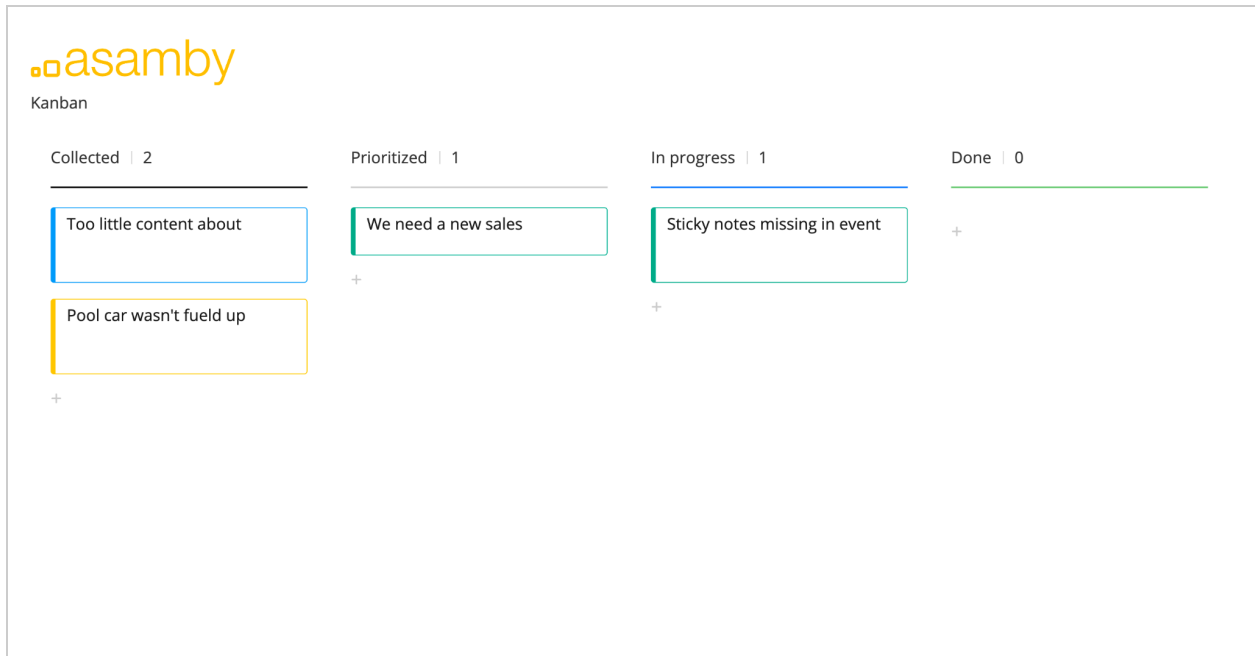 asamby
Kanban
Collected | 2
Prioritized | 1
In progress | 1
Done | 0
Too little content about
We need a new sales
Sticky notes missing in event
+
Pool car wasn't fueld up
+
+
+